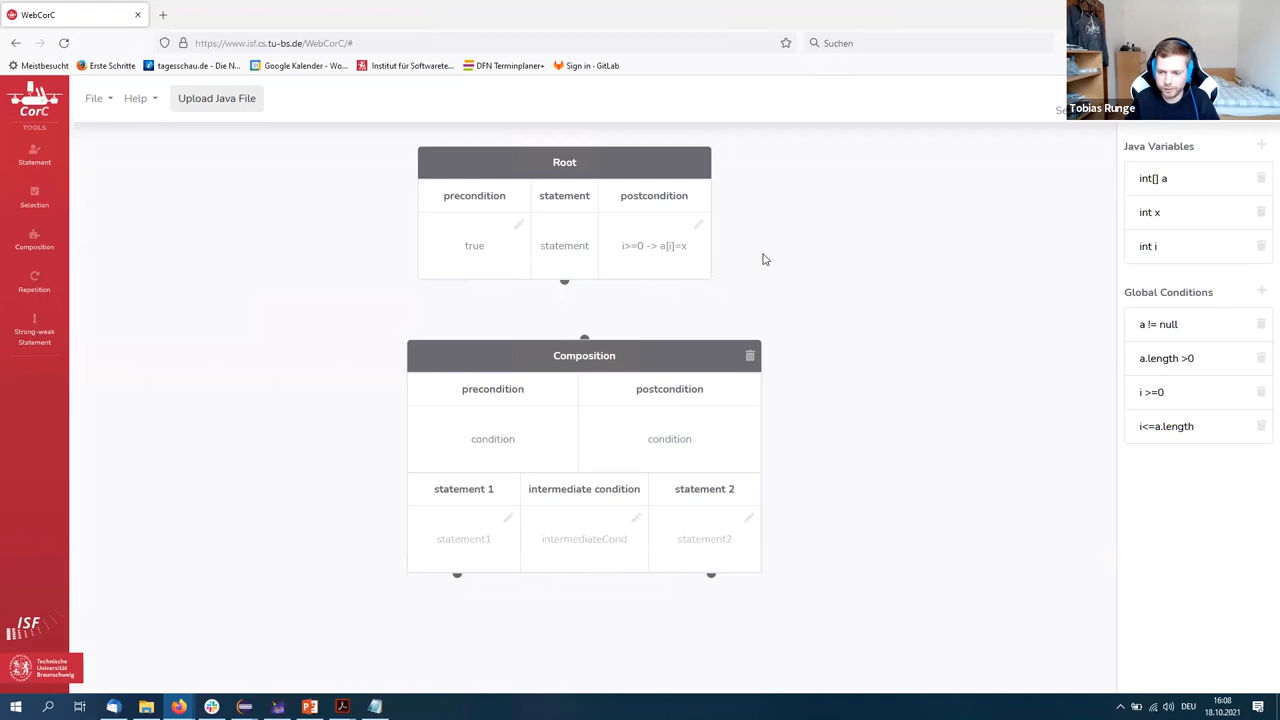 WebCorC
https://www.isf.cs.tu-bs.de/WebCorC/#
Suchen
Meistbesucht
Erste Schritte
tagesschau.de - Die N...
Google Kalender - Wo...
Institut für Softwarete...
DFN Terminplaner+
Sign in · GitLab
Tobias Runge
CorC
File
Help
Upload Java File
TOOLS
Statement
Selection
Composition
Repetition
Strong-weak
Statement
Root
precondition
statement
postcondition
true
statement
i>=0 -> a[i]=x
Composition
precondition
postcondition
condition
condition
statement 1
intermediate condition
statement 2
statement1
intermediateCond
statement2
Java Variables
int[] a
int x
int i
Global Conditions
a != null
a.length >0
i >=0
i<=a.length
ISF
Technische
Universität
Braunschweig
DEU
16:08
18.10.2021